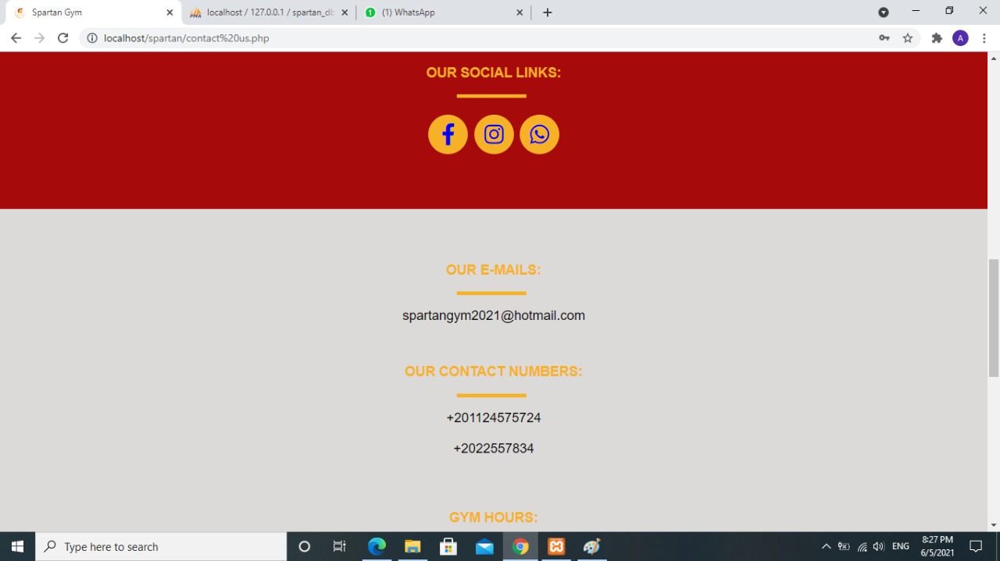 Spartan Gym
localhost / 127.0.0.1 / spartan_db
(1) WhatsApp
localhost/spartan/contact%20us.php
A
OUR SOCIAL LINKS:
OUR E-MAILS:
spartangym2021@hotmail.com
OUR CONTACT NUMBERS:
+201124575724
+2022557834
GYM HOURS:
Type here to search
ENG
8:27 PM
6/5/2021